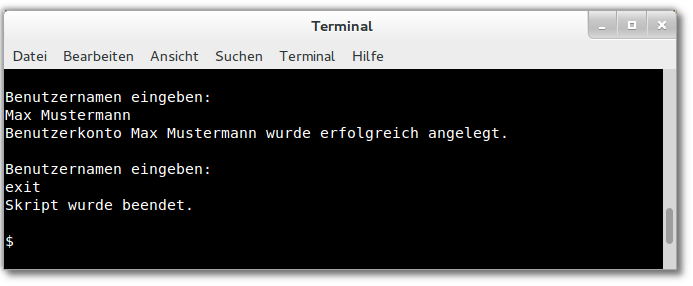 Terminal
Datei Bearbeiten Ansicht Suchen Terminal Hilfe
Benutzernamen eingeben:
Max Mustermann
Benutzerkonto Max Mustermann wurde erfolgreich angelegt.
Benutzernamen eingeben:
exit
Skript wurde beendet.
$